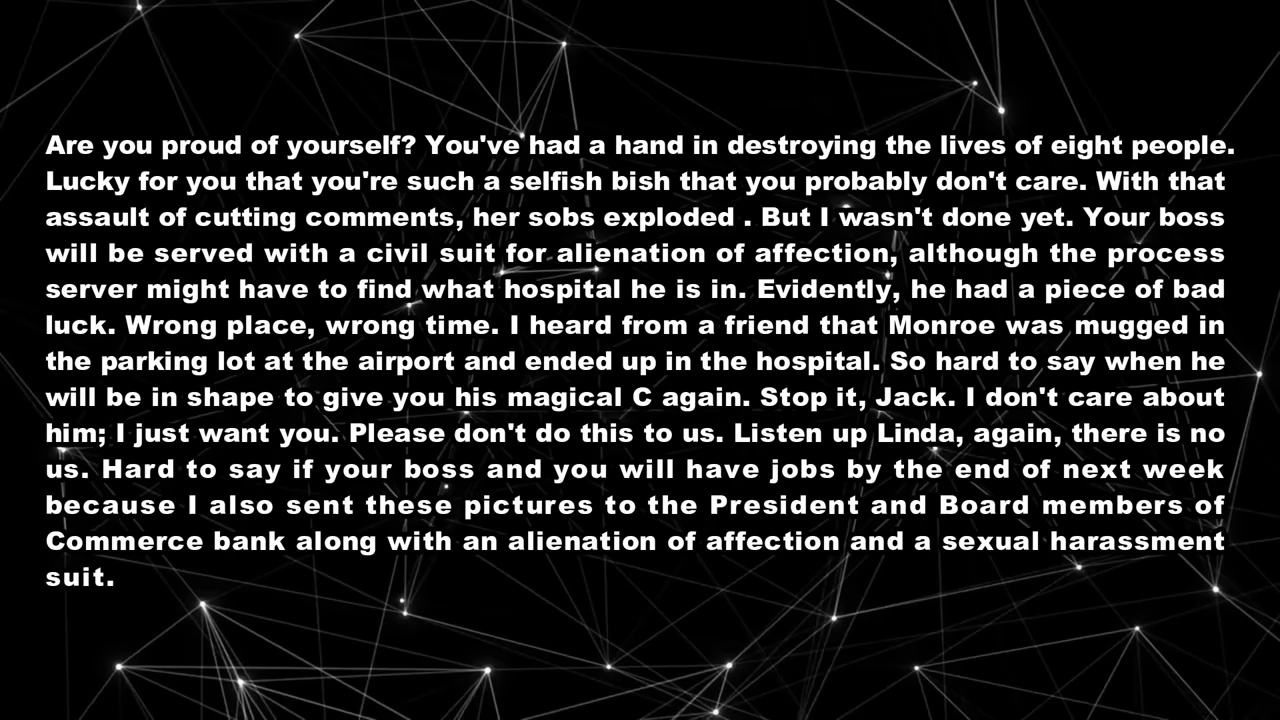 Are you proud of yourself? You've had a hand in destroying the lives of eight people.
Lucky for you that you're such a selfish bish that you probably don't care. With that
assault of cutting comments, her sobs exploded . But I wasn't done yet. Your boss
will be served with a civil suit for alienation of affection, although the process
server might have to find what hospital he is in. Evidently, he had a piece of bad
luck. Wrong place, wrong time. I heard from a friend that Monroe was mugged in
the parking lot at the airport and ended up in the hospital. So hard to say when he
will be in shape to give you his magical C again. Stop it, Jack. I don't care about
him; I just want you. Please don't do this to us. Listen up Linda, again, there is no
us. Hard to say if your boss and you will have jobs by the end of next week
because I also sent these pictures to the President and Board members of
Commerce bank along with an alienation of affection and a sexual harassment
suit.